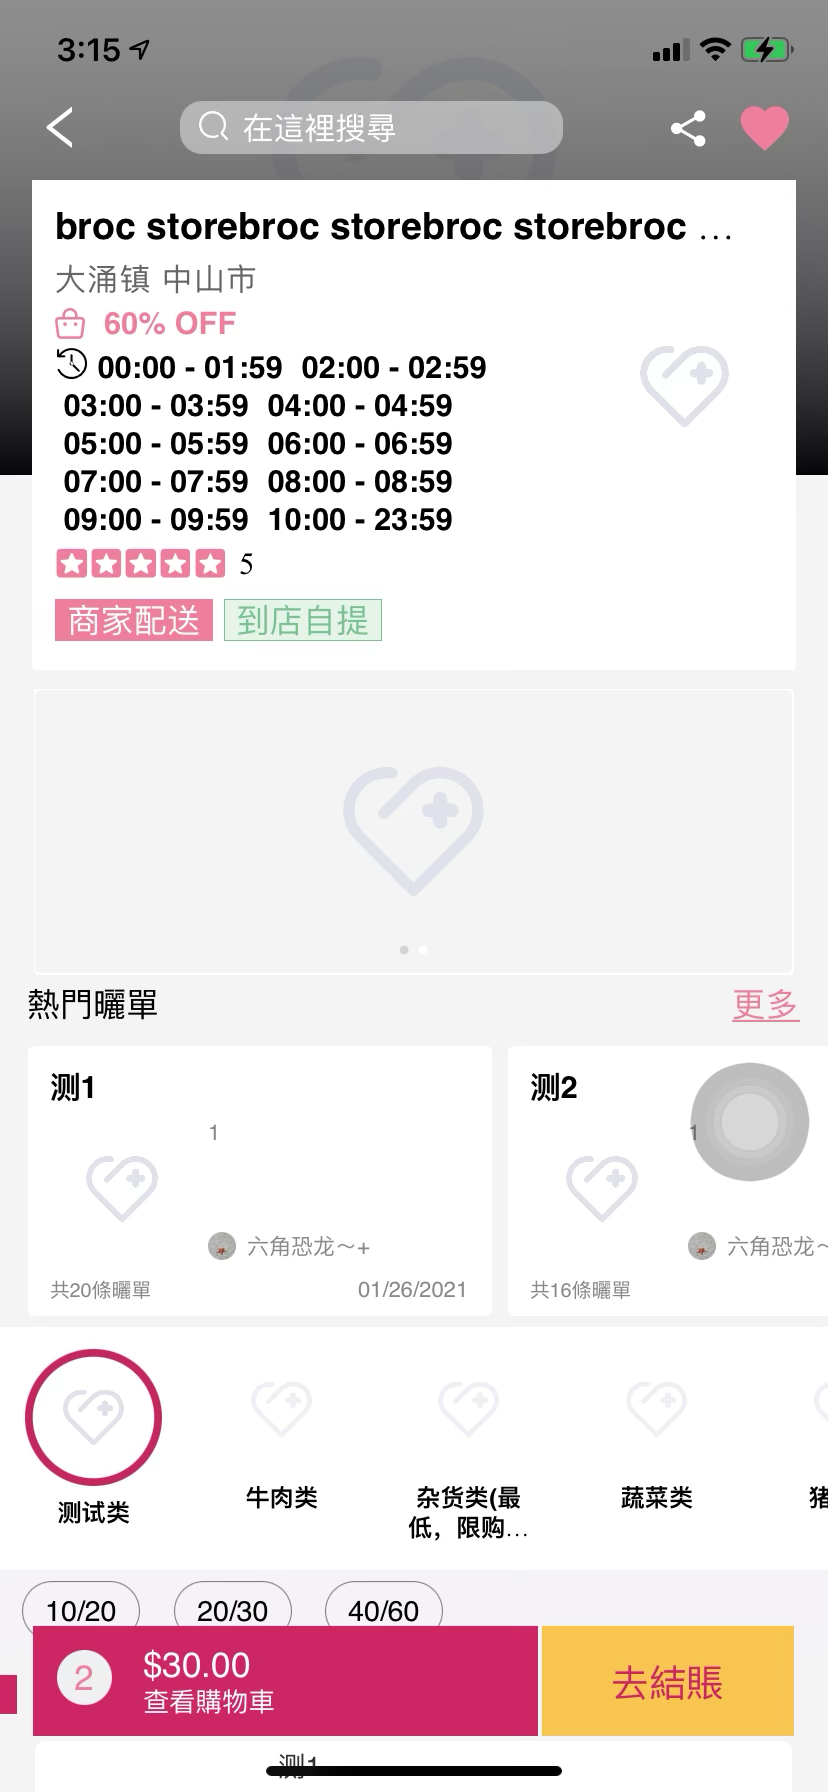 3:15
在這裡搜尋
broc storebroc storebroc storebroc ...
大涌镇 中山市
60% OFF
00:00 - 01:59 02:00 - 02:59
03:00 - 03:59 04:00 - 04:59
05:00 - 05:59 06:00 - 06:59
07:00 - 07:59 08:00 - 08:59
09:00 - 09:59 10:00 - 23:59
5
商家配送 到店自提
熱門曬單 更多
测1 测2
1 1
六角恐龙～+ 六角恐龙～
共20條曬單 01/26/2021 共16條曬單
测试类 牛肉类 杂货类(最 蔬菜类 猪
低，限购...
10/20 20/30 40/60
2 $30.00 去結賬
查看購物車
测1